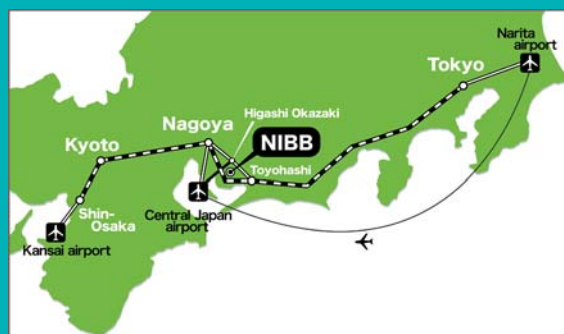 Narita
airport
Tokyo
Higashi Okazaki
Nagoya
NIBB
Kyoto
Toyohashi
Shin-
Osaka
Central Japan
airport
Kansai airport